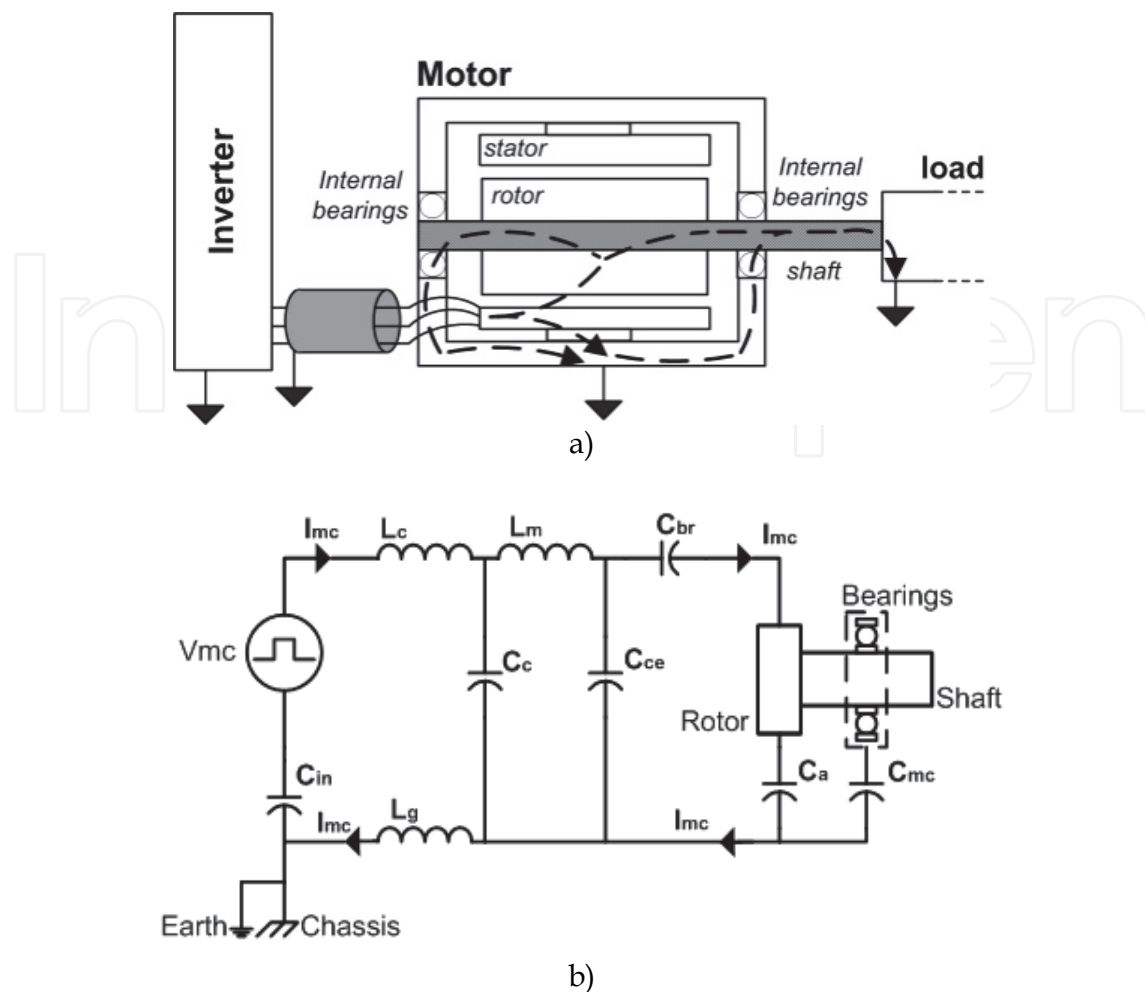 Motor
Inverter
stator
Internal
bearings
rotor
Internal
bearings
load
shaft
InTechOpen
a)
Imc
Lc
Lm
Cbr
Imc
Bearings
Vmc
Cc
Cce
Shaft
Rotor
Cin
Ca
Cmc
Imc
Lg
Imc
Earth
Chassis
b)